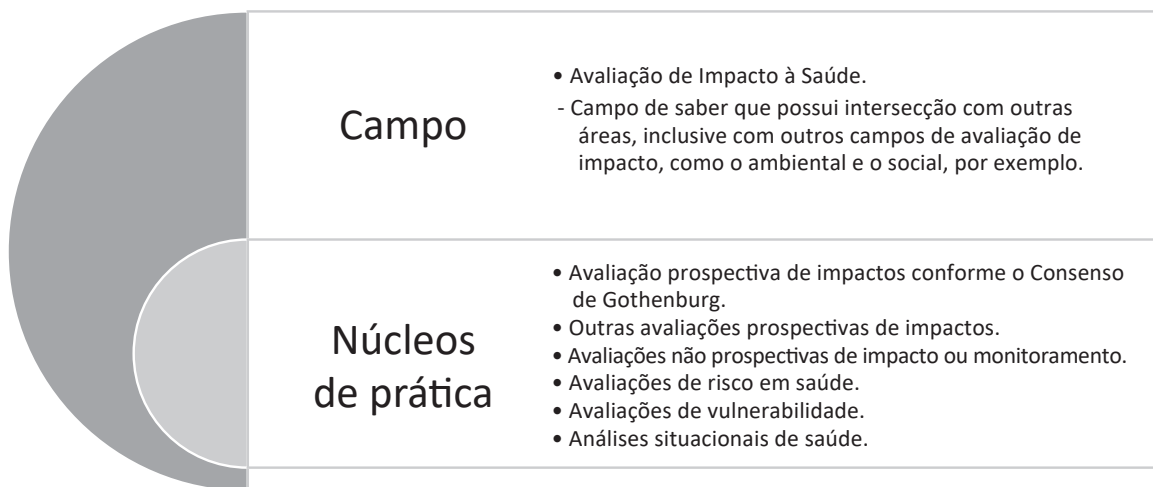 Campo
• Avaliação de Impacto à Saúde.
- Campo de saber que possui intersecção com outras
áreas, inclusive com outros campos de avaliação de
impacto, como o ambiental e o social, por exemplo.
Núcleos
de prática
• Avaliação prospectiva de impactos conforme o Consenso
de Gothenburg.
• Outras avaliações prospectivas de impactos.
• Avaliações não prospectivas de impacto ou monitoramento.
• Avaliações de risco em saúde.
• Avaliações de vulnerabilidade.
• Análises situacionais de saúde.